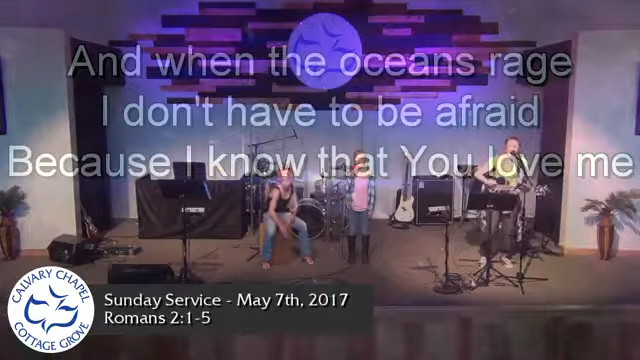 And when the oceans rage
I don't have to be afraid
Because I know that You love me
CALVARY CHAPEL
COTTAGE GROVE
Sunday Service - May 7th, 2017
Romans 2:1-5